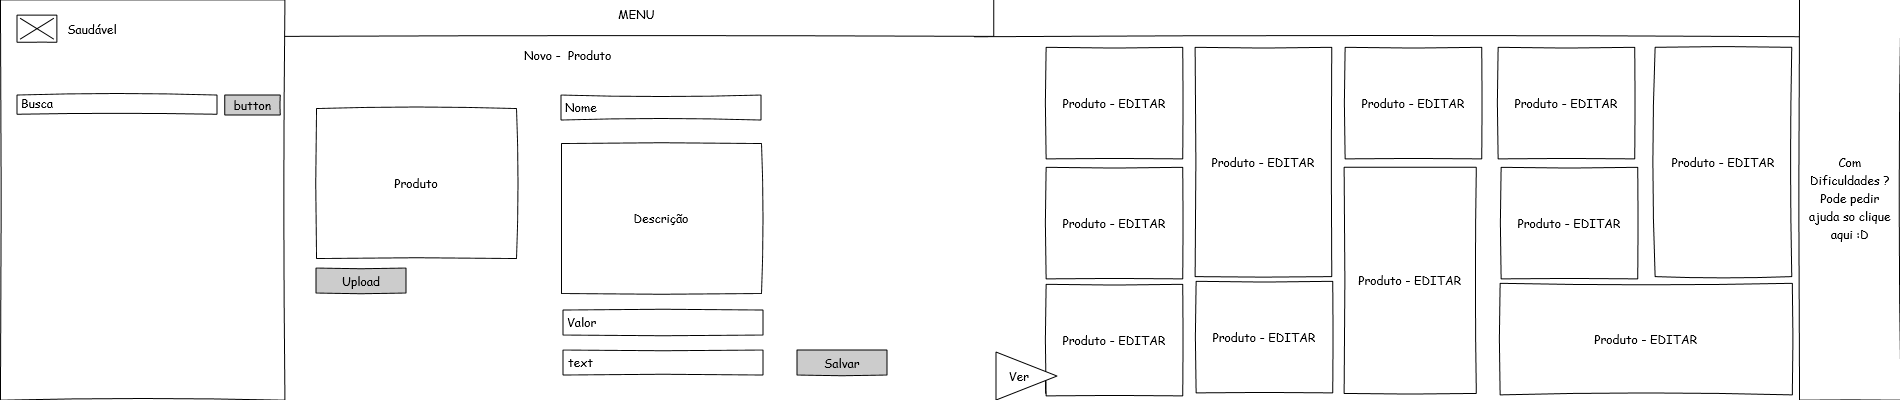 Saudável
Busca
button
MENU
Novo - Produto
Produto
Upload
Nome
Descrição
Valor
text
Salvar
Ver
Produto - EDITAR
Produto - EDITAR
Produto - EDITAR
Produto - EDITAR
Produto - EDITAR
Produto - EDITAR
Produto - EDITAR
Produto - EDITAR
Produto - EDITAR
Produto - EDITAR
Produto - EDITAR
Com
Dificuldades ?
Pode pedir
ajuda so clique
aqui :D